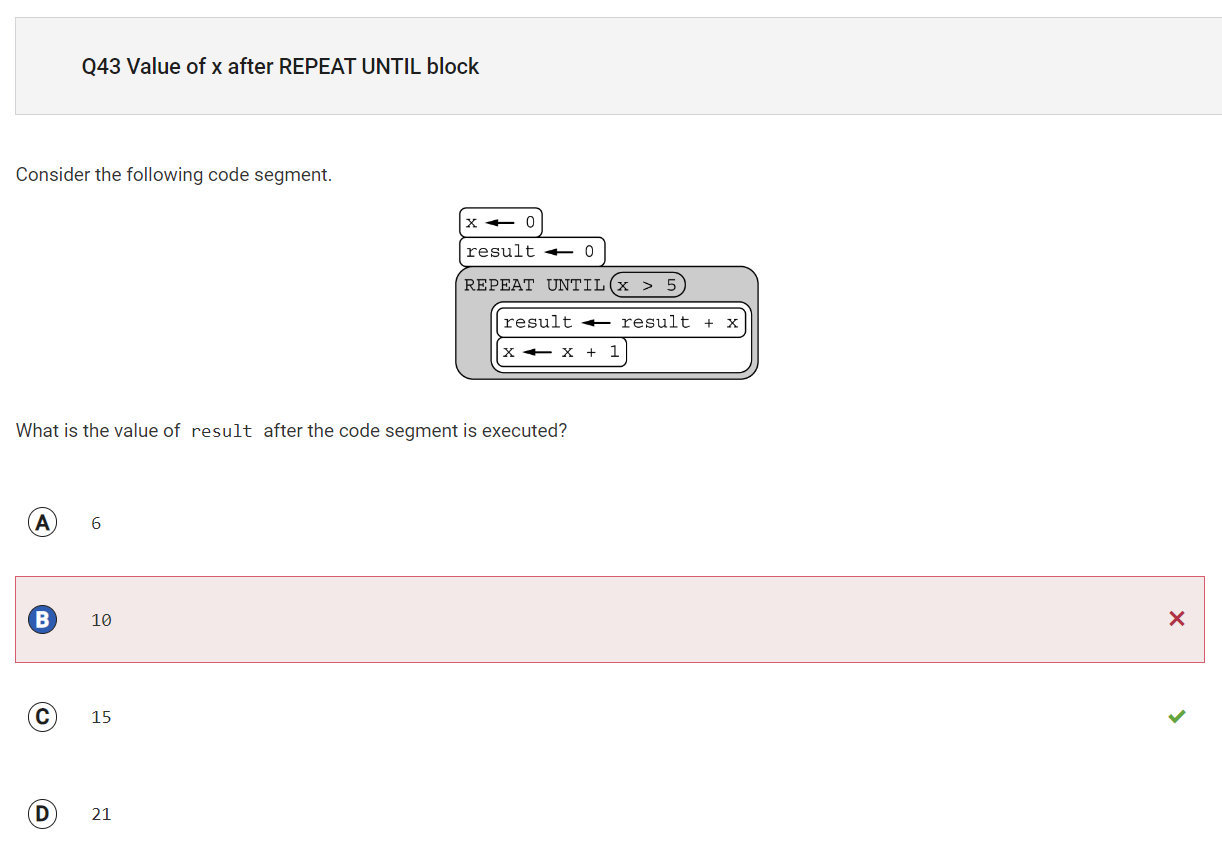 Q43 Value of x after REPEAT UNTIL block
Consider the following code segment.
x ← 0
result ← 0
REPEAT UNTIL x > 5
result ← result + x
x ← x + 1
What is the value of result after the code segment is executed?
A 6
B 10
C 15
D 21